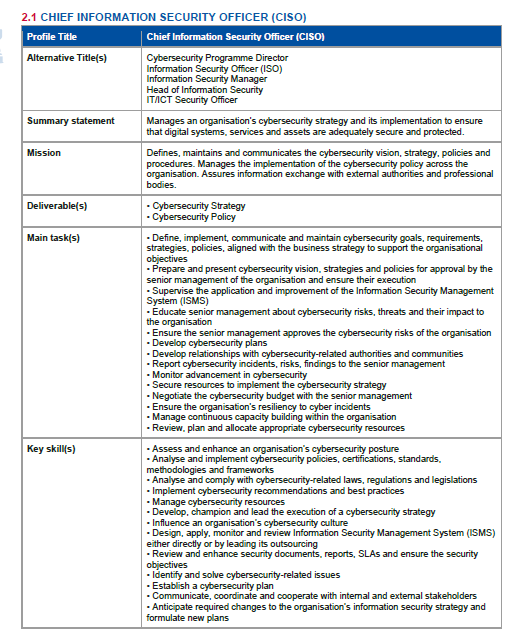 2.1 CHIEF INFORMATION SECURITY OFFICER (CISO)
Profile Title
Chief Information Security Officer (CISO)
Alternative Title(s)
Cybersecurity Programme Director
Information Security Officer (ISO)
Information Security Manager
Head of Information Security
IT/ICT Security Officer
Summary statement
Manages an organisation's cybersecurity strategy and its implementation to ensure
that digital systems, services and assets are adequately secure and protected.
Mission
Defines, maintains and communicates the cybersecurity vision, strategy, policies and
procedures. Manages the implementation of the cybersecurity policy across the
organisation. Assures information exchange with external authorities and professional
bodies.
Deliverable(s)
• Cybersecurity Strategy
• Cybersecurity Policy
Main task(s)
• Define, implement, communicate and maintain cybersecurity goals, requirements,
strategies, policies, aligned with the business strategy to support the organisational
objectives
• Prepare and present cybersecurity vision, strategies and policies for approval by the
senior management of the organisation and ensure their execution
• Supervise the application and improvement of the Information Security Management
System (ISMS)
• Educate senior management about cybersecurity risks, threats and their impact to
the organisation
• Ensure the senior management approves the cybersecurity risks of the organisation
• Develop cybersecurity plans
• Develop relationships with cybersecurity-related authorities and communities
• Report cybersecurity incidents, risks, findings to the senior management
• Monitor advancement in cybersecurity
• Secure resources to implement the cybersecurity strategy
• Negotiate the cybersecurity budget with the senior management
• Ensure the organisation's resiliency to cyber incidents
• Manage continuous capacity building within the organisation
• Review, plan and allocate appropriate cybersecurity resources
Key skill(s)
• Assess and enhance an organisation's cybersecurity posture
• Analyse and implement cybersecurity policies, certifications, standards,
methodologies and frameworks
• Analyse and comply with cybersecurity-related laws, regulations and legislations
• Implement cybersecurity recommendations and best practices
• Manage cybersecurity resources
• Develop, champion and lead the execution of a cybersecurity strategy
• Influence an organisation's cybersecurity culture
• Design, apply, monitor and review Information Security Management System (ISMS)
either directly or by leading its outsourcing
• Review and enhance security documents, reports, SLAs and ensure the security
objectives
• Identify and solve cybersecurity-related issues
• Establish a cybersecurity plan
• Communicate, coordinate and cooperate with internal and external stakeholders
• Anticipate required changes to the organisation's information security strategy and
formulate new plans